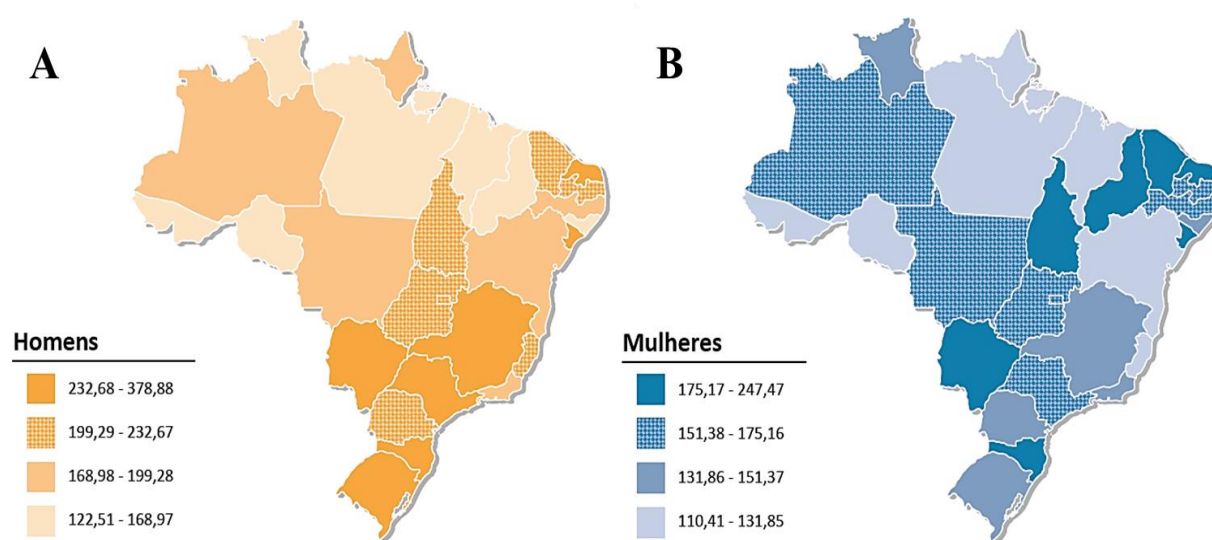 A
Homens
232,68 - 378,88
199,29 - 232,67
168,98 - 199,28
122,51 - 168,97
B
Mulheres
175,17 - 247,47
151,38 - 175,16
131,86 - 151,37
110,41 - 131,85